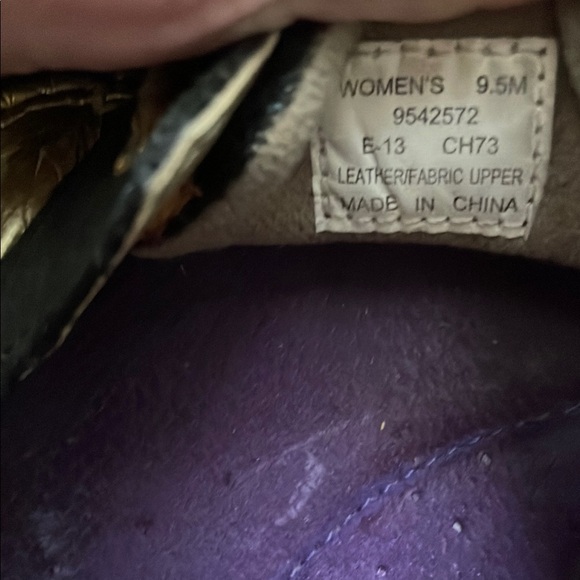 WOMEN'S 9.5M
9542572
E-13 CH73
LEATHER/FABRIC UPPER
MADE IN CHINA